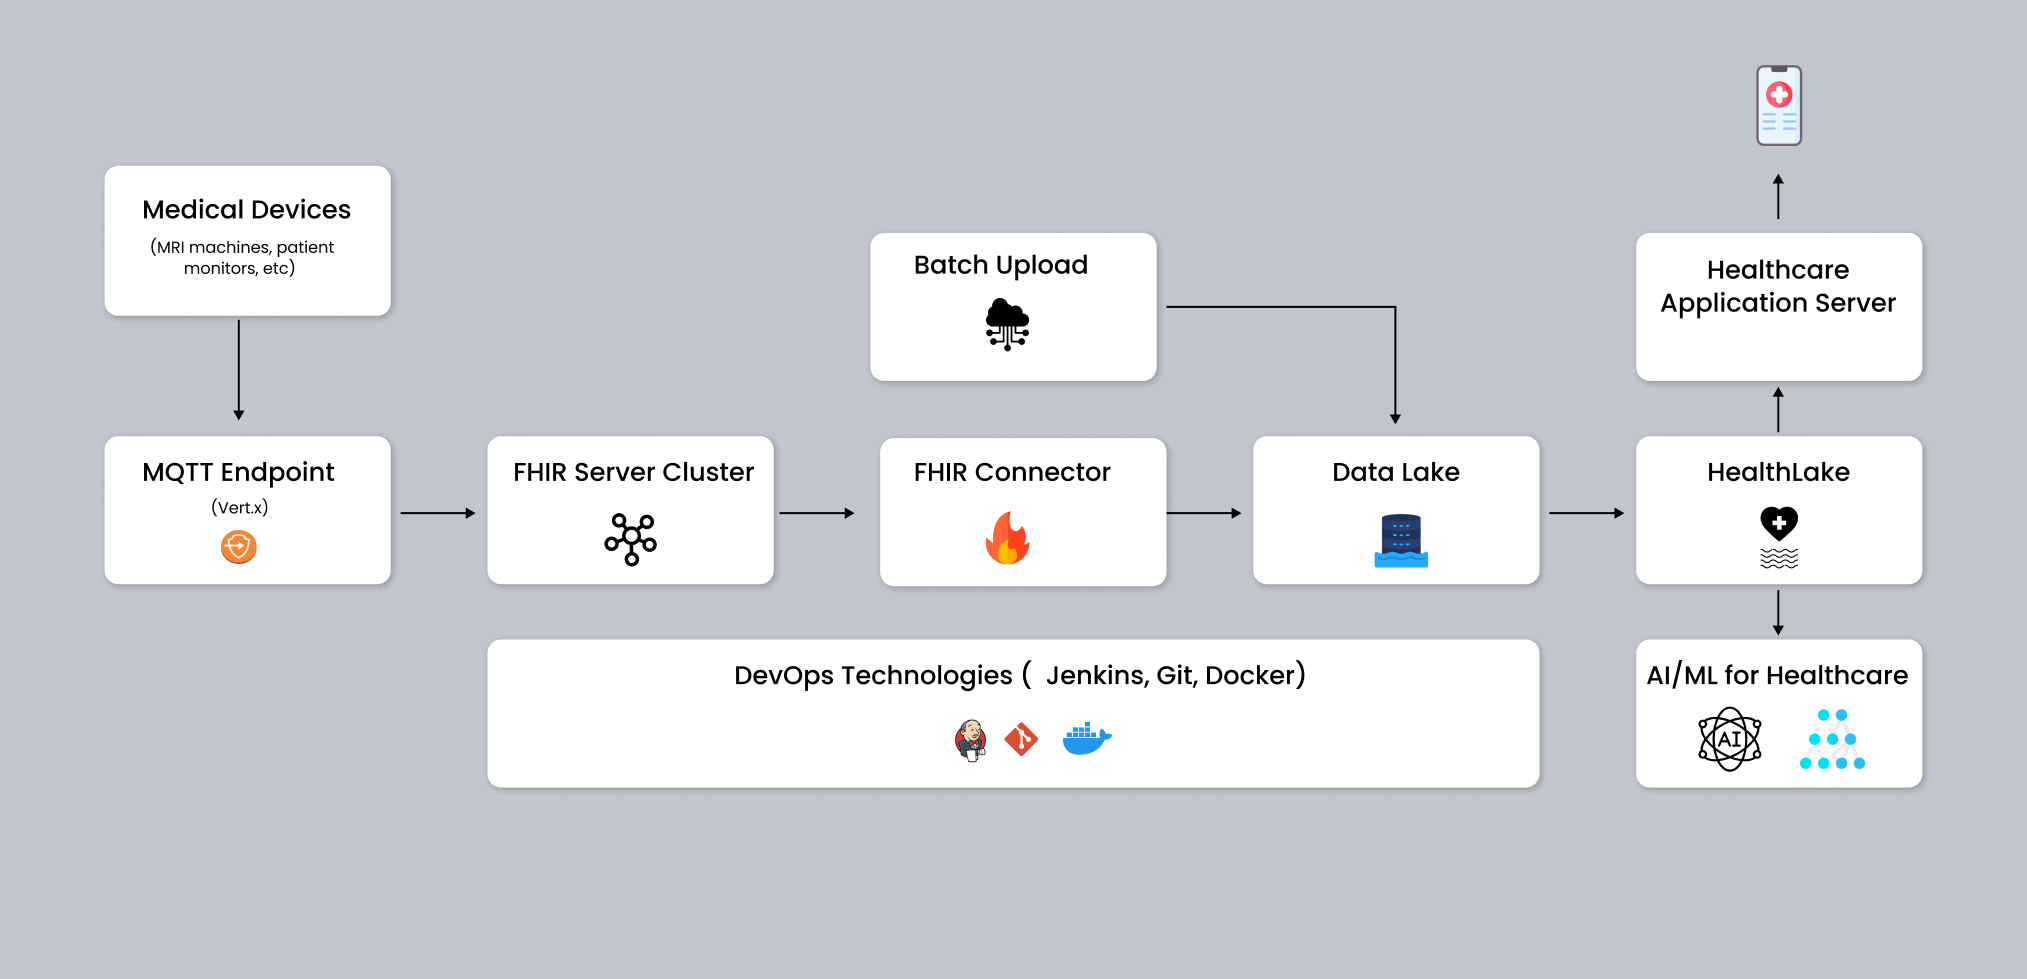 Medical Devices
(MRI machines, patient
monitors, etc)
Batch Upload
Healthcare
Application Server
MQTT Endpoint
(Vert.x)
FHIR Server Cluster
FHIR Connector
Data Lake
HealthLake
DevOps Technologies ( Jenkins, Git, Docker)
AI/ML for Healthcare
AI